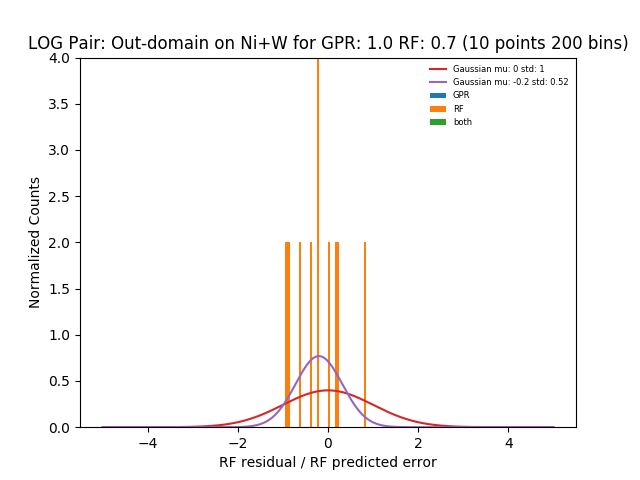 LOG Pair: Out-domain on Ni+W for GPR: 1.0 RF: 0.7 (10 points 200 bins)
Gaussian mu: 0 std: 1
Gaussian mu: -0.2 std: 0.52
GPR
RF
both
Normalized Counts
4.0
3.5
3.0
2.5
2.0
1.5
1.0
0.5
0.0
−4
−2
0
2
4
RF residual / RF predicted error